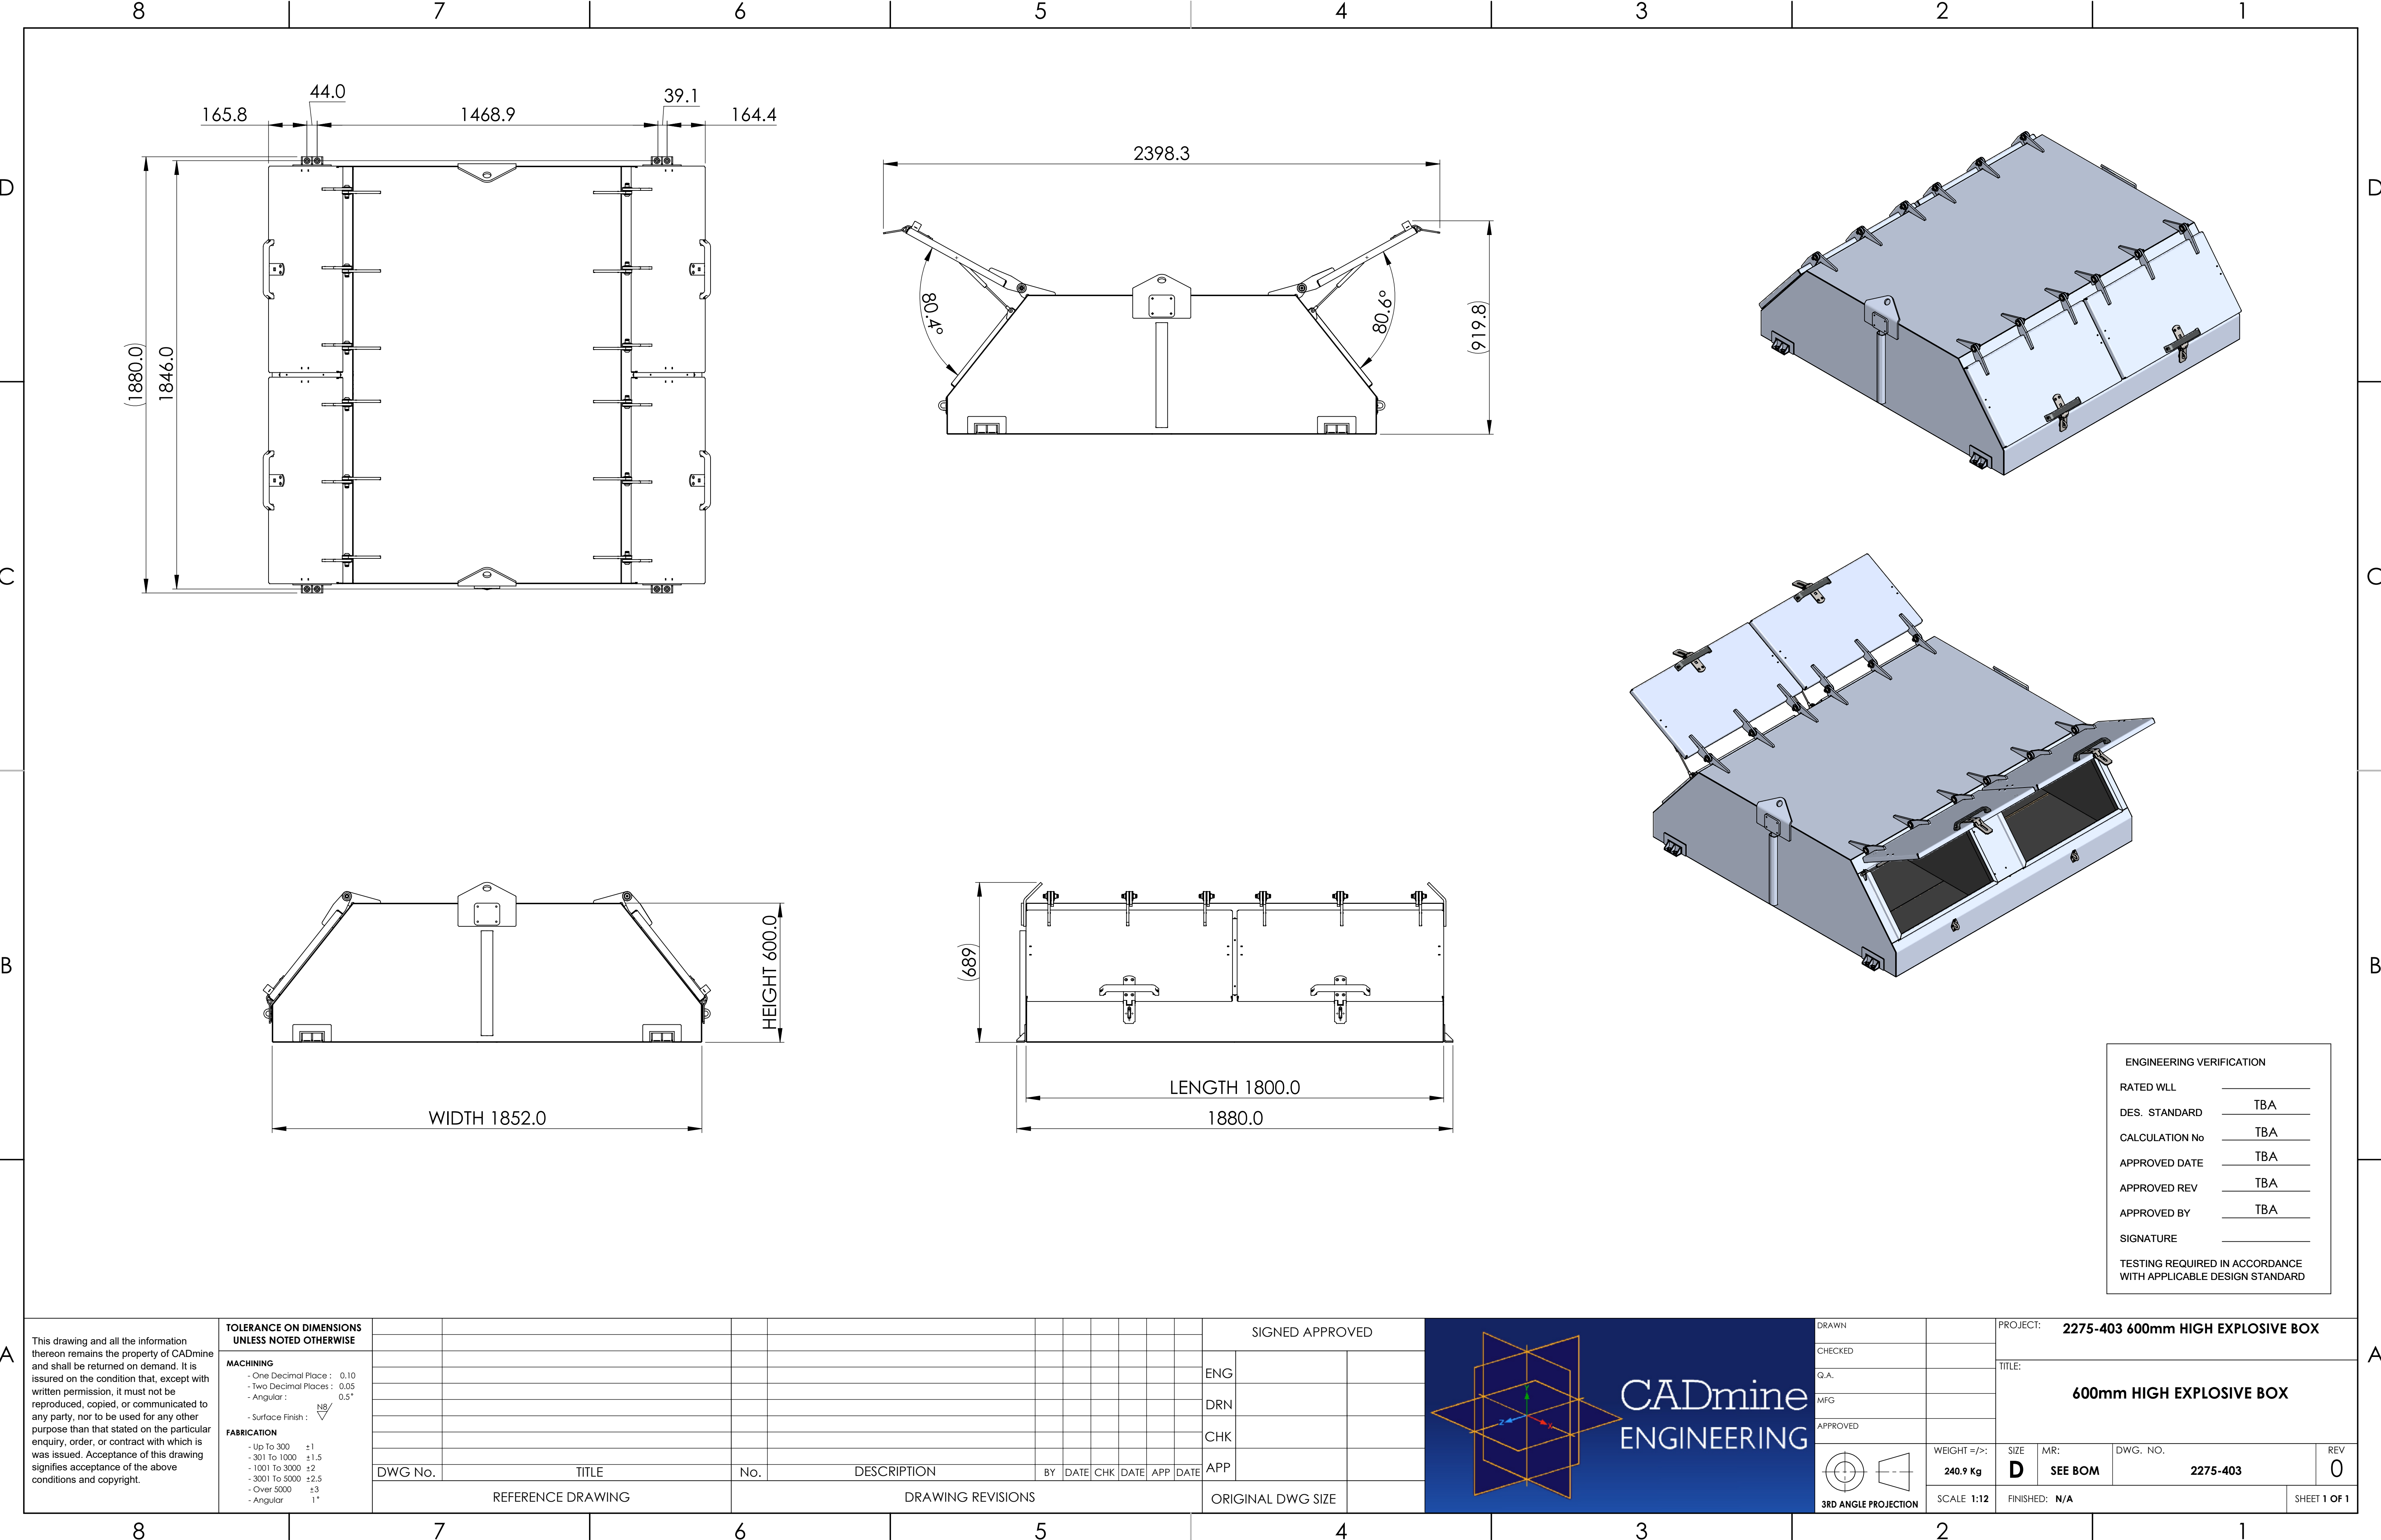 8 7 6 5 4 3 2 1
D
C
B
A
D
C
B
A
165.8
44.0
1468.9
39.1
164.4
(1880.0)
1846.0
2398.3
80.4°
80.6°
(919.8)
HEIGHT 600.0
WIDTH 1852.0
(689)
LENGTH 1800.0
1880.0
ENGINEERING VERIFICATION
RATED WLL
DES. STANDARD TBA
CALCULATION No TBA
APPROVED DATE TBA
APPROVED REV TBA
APPROVED BY TBA
SIGNATURE
TESTING REQUIRED IN ACCORDANCE
WITH APPLICABLE DESIGN STANDARD
This drawing and all the information
thereon remains the property of CADmine
and shall be returned on demand. It is
issured on the condition that, except with
written permission, it must not be
reproduced, copied, or communicated to
any party, nor to be used for any other
purpose than that stated on the particular
enquiry, order, or contract with which is
was issued. Acceptance of this drawing
signifies acceptance of the above
conditions and copyright.
TOLERANCE ON DIMENSIONS
UNLESS NOTED OTHERWISE
MACHINING
- One Decimal Place : 0.10
- Two Decimal Places : 0.05
- Angular : 0.5°
- Surface Finish : N8
FABRICATION
- Up To 300 ±1
- 301 To 1000 ±1.5
- 1001 To 3000 ±2
- 3001 To 5000 ±2.5
- Over 5000 ±3
- Angular 1°
DWG No. TITLE
REFERENCE DRAWING
No. DESCRIPTION BY DATE CHK DATE APP DATE
DRAWING REVISIONS
SIGNED APPROVED
ENG
DRN
CHK
APP
ORIGINAL DWG SIZE
Y
Z
X
CADmine
ENGINEERING
DRAWN
CHECKED
Q.A.
MFG
APPROVED
3RD ANGLE PROJECTION
PROJECT: 2275-403 600mm HIGH EXPLOSIVE BOX
TITLE:
600mm HIGH EXPLOSIVE BOX
WEIGHT =/>:
240.9 Kg
SIZE
D
MR:
SEE BOM
DWG. NO.
2275-403
REV
0
SCALE 1:12
FINISHED: N/A
SHEET 1 OF 1
8 7 6 5 4 3 2 1